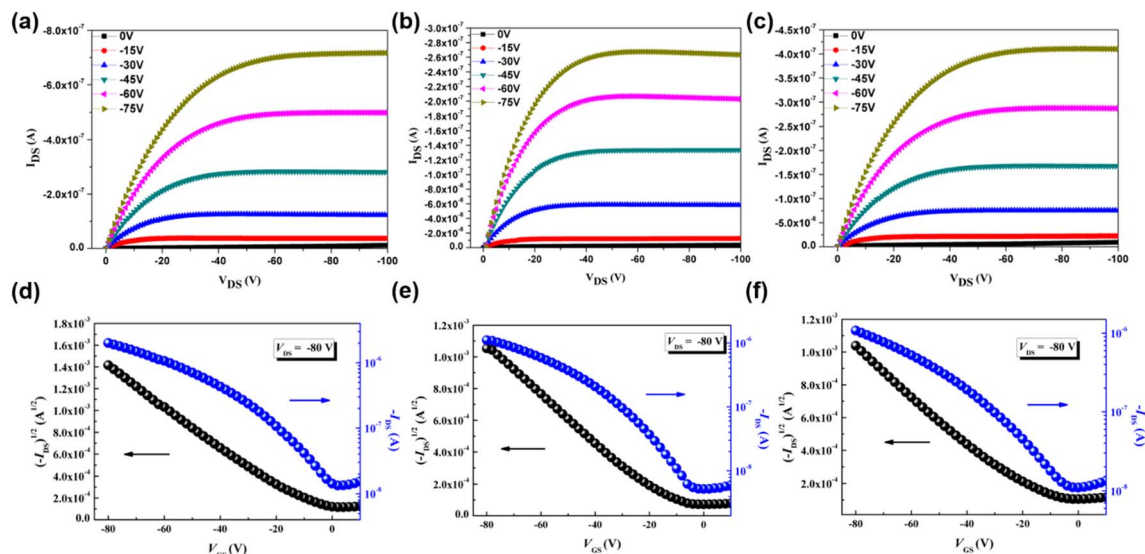 (a)
-8.0x10⁻⁷
-6.0x10⁻⁷
-4.0x10⁻⁷
-2.0x10⁻⁷
0.0
I_DS (A)
0V
-15V
-30V
-45V
-60V
-75V
0 -20 -40 -60 -80 -100
V_DS (V)
(b)
-3.0x10⁻⁷
-2.8x10⁻⁷
-2.6x10⁻⁷
-2.4x10⁻⁷
-2.2x10⁻⁷
-2.0x10⁻⁷
-1.8x10⁻⁷
-1.6x10⁻⁷
-1.4x10⁻⁷
-1.2x10⁻⁷
-1.0x10⁻⁷
-8.0x10⁻⁸
-6.0x10⁻⁸
-4.0x10⁻⁸
-2.0x10⁻⁸
0.0
I_DS (A)
0V
-15V
-30V
-45V
-60V
-75V
0 -20 -40 -60 -80 -100
V_DS (V)
(c)
-4.5x10⁻⁷
-4.0x10⁻⁷
-3.5x10⁻⁷
-3.0x10⁻⁷
-2.5x10⁻⁷
-2.0x10⁻⁷
-1.5x10⁻⁷
-1.0x10⁻⁷
-5.0x10⁻⁸
0.0
I_DS (A)
0V
-15V
-30V
-45V
-60V
-75V
0 -20 -40 -60 -80 -100
V_DS (V)
(d)
1.8x10⁻³
1.6x10⁻³
1.4x10⁻³
1.2x10⁻³
1.0x10⁻³
8.0x10⁻⁴
6.0x10⁻⁴
4.0x10⁻⁴
2.0x10⁻⁴
0.0
(-I_DS)^1/2 (A^1/2)
V_DS = -80 V
10⁻⁶
10⁻⁷
10⁻⁸
-I_DS (A)
-80 -60 -40 -20 0
V_GS (V)
(e)
1.2x10⁻³
1.0x10⁻³
8.0x10⁻⁴
6.0x10⁻⁴
4.0x10⁻⁴
2.0x10⁻⁴
0.0
(-I_DS)^1/2 (A^1/2)
V_DS = -80 V
10⁻⁶
10⁻⁷
10⁻⁸
-I_DS (A)
-80 -60 -40 -20 0
V_GS (V)
(f)
1.2x10⁻³
1.0x10⁻³
8.0x10⁻⁴
6.0x10⁻⁴
4.0x10⁻⁴
2.0x10⁻⁴
0.0
(-I_DS)^1/2 (A^1/2)
V_DS = -80 V
10⁻⁶
10⁻⁷
10⁻⁸
-I_DS (A)
-80 -60 -40 -20 0
V_GS (V)